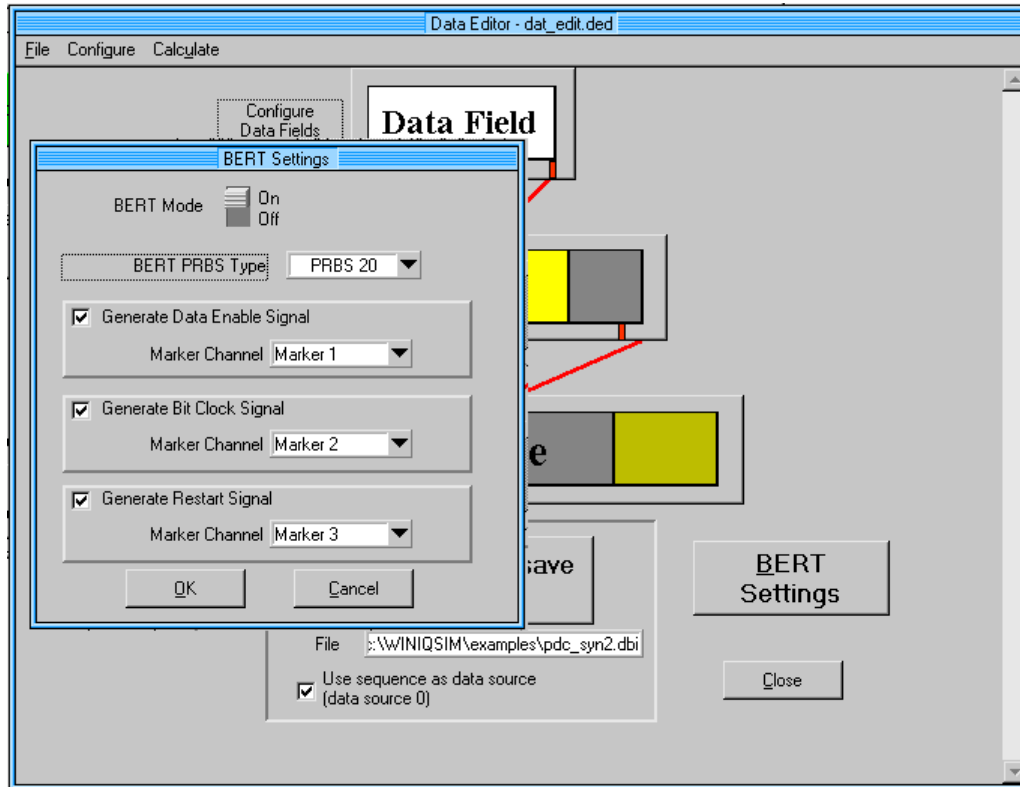 Data Editor - dat_edit.ded
File Configure Calculate
Configure
Data Fields
Data Field
BERT Settings
BERT Mode
On
Off
BERT PRBS Type
PRBS 20
Generate Data Enable Signal
Marker Channel Marker 1
Generate Bit Clock Signal
Marker Channel Marker 2
Generate Restart Signal
Marker Channel Marker 3
OK
Cancel
e
save
BERT
Settings
File :\WINIQSIM\examples\pdc_syn2.dbi
Use sequence as data source
(data source 0)
Close